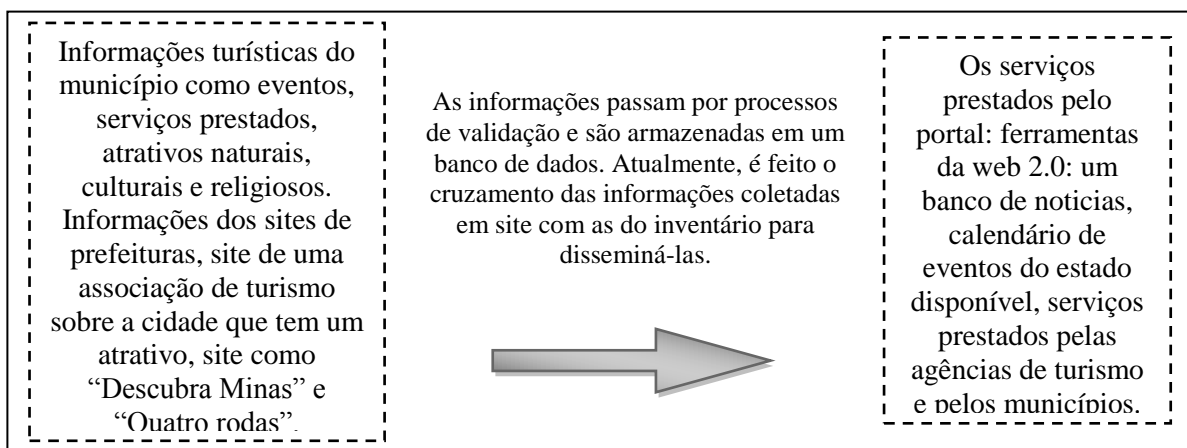 Informações turísticas do
município como eventos,
serviços prestados,
atrativos naturais,
culturais e religiosos.
Informações dos sites de
prefeituras, site de uma
associação de turismo
sobre a cidade que tem um
atrativo, site como
“Descubra Minas” e
“Quatro rodas”.
As informações passam por processos
de validação e são armazenadas em um
banco de dados. Atualmente, é feito o
cruzamento das informações coletadas
em site com as do inventário para
disseminá-las.
Os serviços
prestados pelo
portal: ferramentas
da web 2.0: um
banco de noticias,
calendário de
eventos do estado
disponível, serviços
prestados pelas
agências de turismo
e pelos municípios.